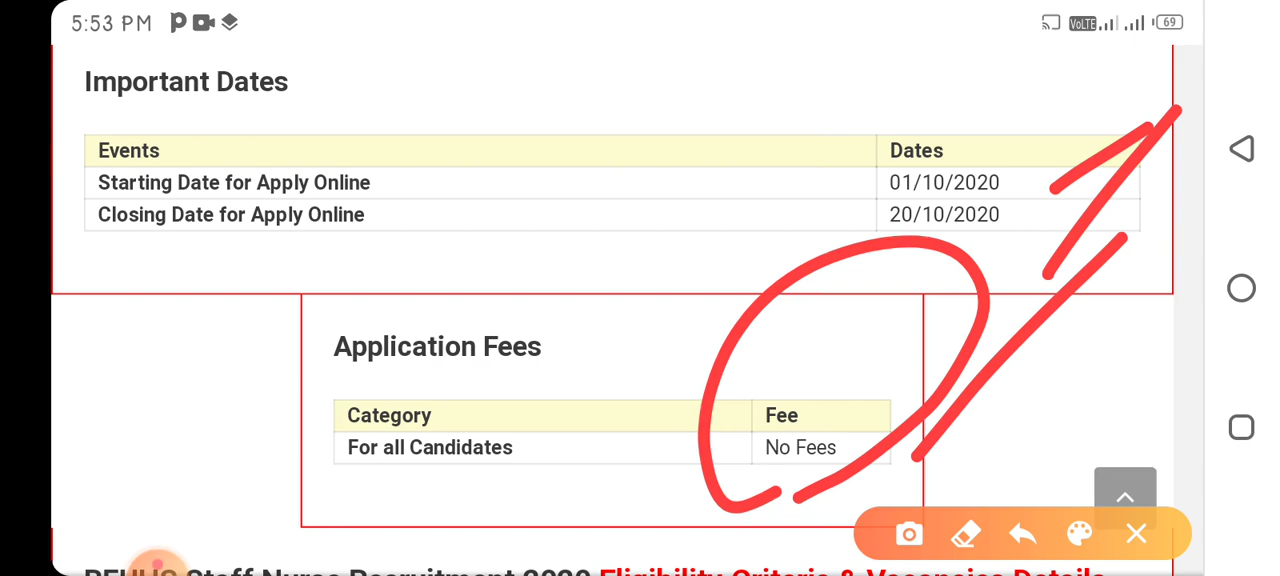 5:53 PM
VoLTE
69
Important Dates
Events Dates
Starting Date for Apply Online 01/10/2020
Closing Date for Apply Online 20/10/2020
Application Fees
Category Fee
For all Candidates No Fees
Staff Nurse Recruitment 2020 Eligibility Criteria & Vacancies Details